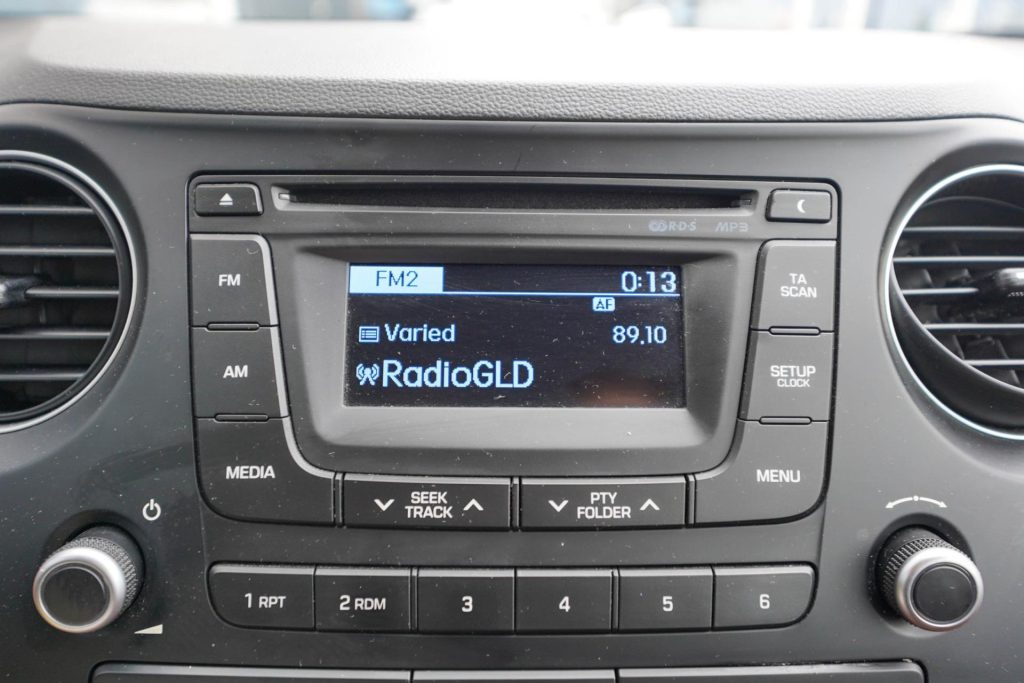 R·D·S MP3
FM
FM2 0:13
TA
SCAN
AF
Varied 89.10
AM
RadioGLD
SETUP
CLOCK
MEDIA
SEEK
TRACK
PTY
FOLDER
MENU
1 RPT 2 RDM 3 4 5 6